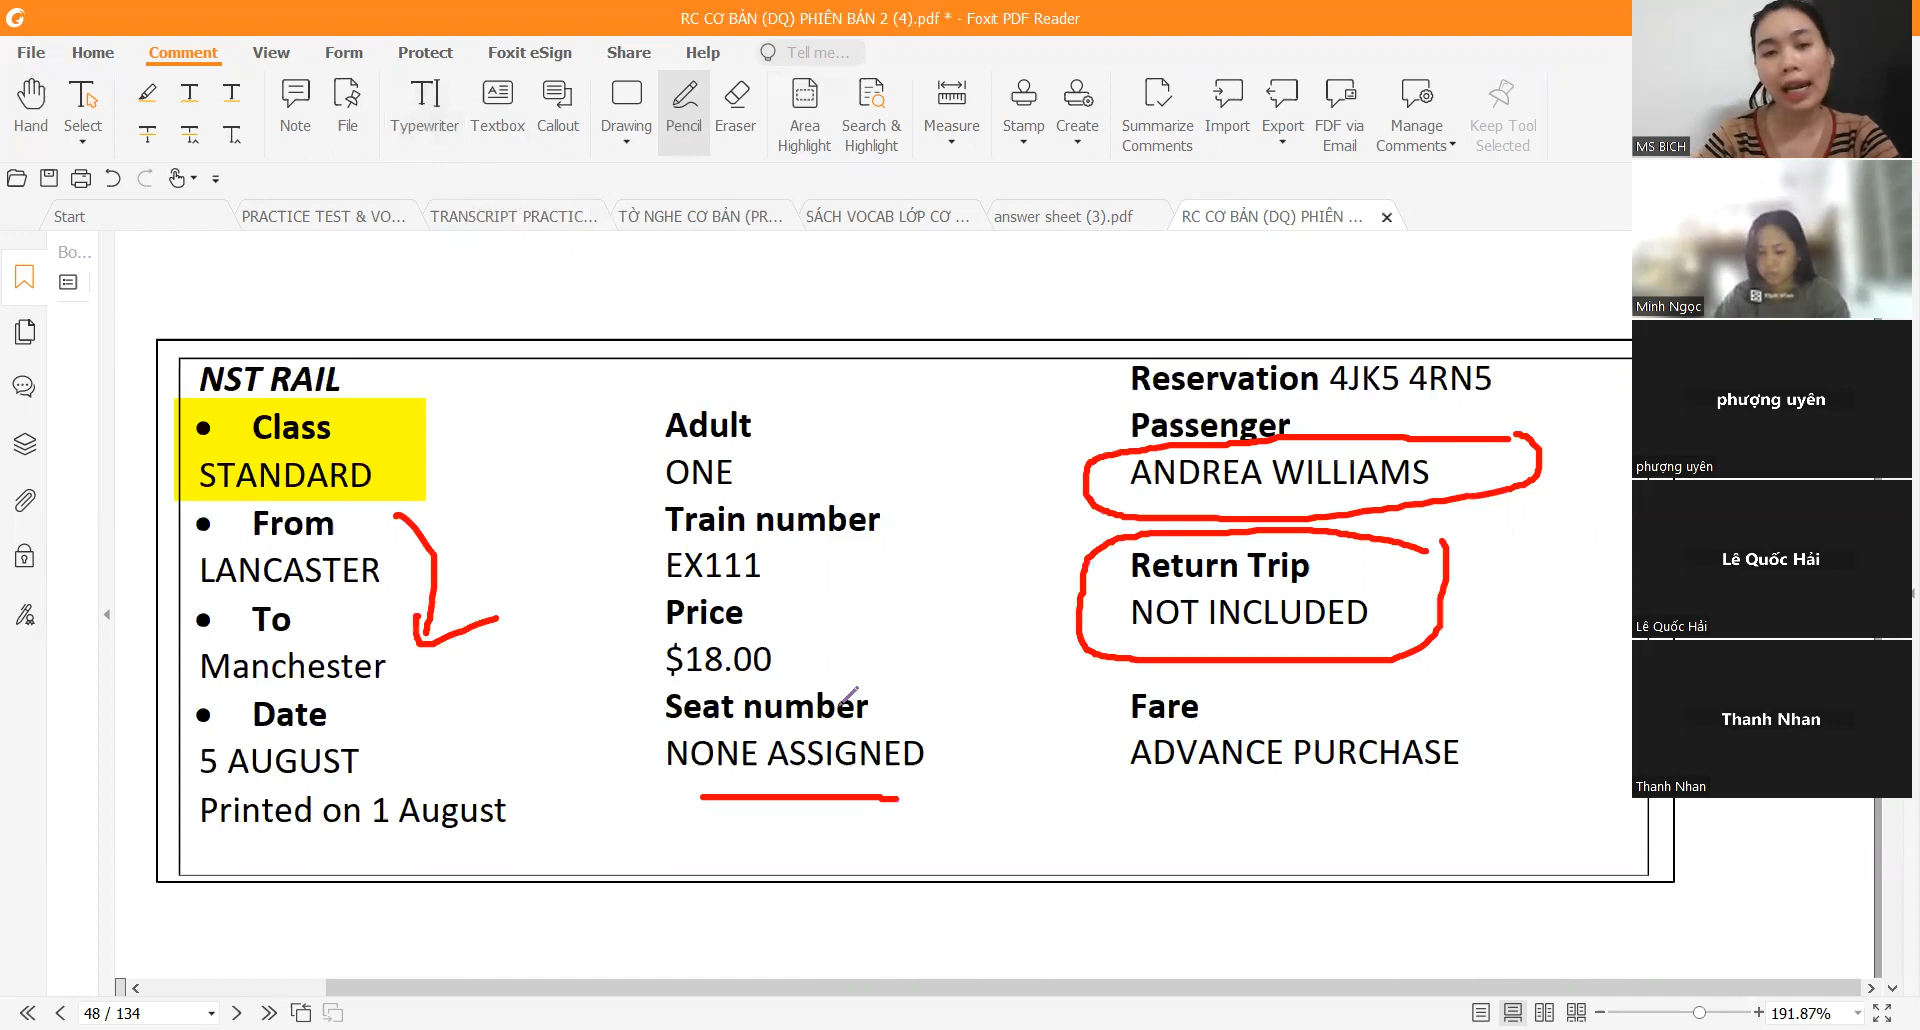 RC CƠ BẢN (DQ) PHIÊN BẢN 2 (4).pdf * - Foxit PDF Reader
File Home Comment View Form Protect Foxit eSign Share Help Tell me...
Hand Select Note File Typewriter Textbox Callout Drawing Pencil Eraser Area Highlight Search & Highlight Measure Stamp Create Summarize Comments Import Export FDF via Email Manage Comments Keep Tool Selected
Start PRACTICE TEST & VO... TRANSCRIPT PRACTIC... TỜ NGHE CƠ BẢN (PR... SÁCH VOCAB LỚP CƠ ... answer sheet (3).pdf RC CƠ BẢN (DQ) PHIÊN ...
Bo...
NST RAIL
• Class
STANDARD
• From
LANCASTER
• To
Manchester
• Date
5 AUGUST
Printed on 1 August
Adult
ONE
Train number
EX111
Price
$18.00
Seat number
NONE ASSIGNED
Reservation 4JK5 4RN5
Passenger
ANDREA WILLIAMS
Return Trip
NOT INCLUDED
Fare
ADVANCE PURCHASE
MS BICH
Minh Ngọc
phượng uyên
phượng uyên
Lê Quốc Hải
Lê Quốc Hải
Thanh Nhan
Thanh Nhan
48 / 134
191.87%